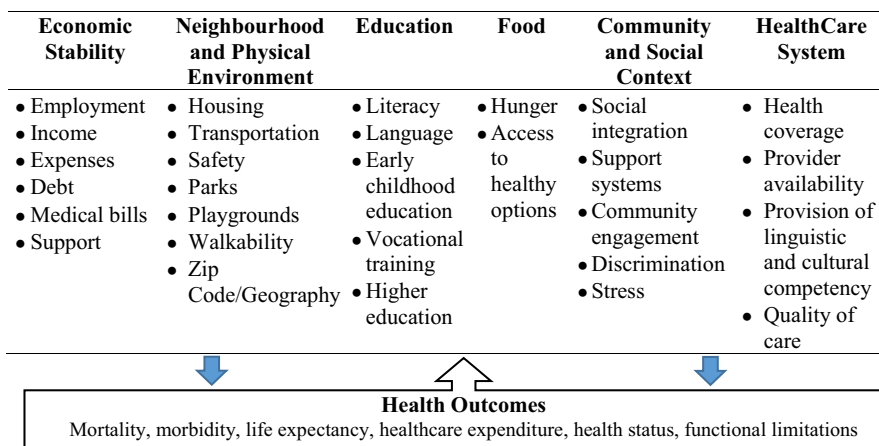 Economic Stability
Neighbourhood and Physical Environment
Education
Food
Community and Social Context
HealthCare System
• Employment
• Income
• Expenses
• Debt
• Medical bills
• Support
• Housing
• Transportation
• Safety
• Parks
• Playgrounds
• Walkability
• Zip
Code/Geography
• Literacy
• Language
• Early
childhood
education
• Vocational
training
• Higher
education
• Hunger
• Access
to
healthy
options
• Social
integration
• Support
systems
• Community
engagement
• Discrimination
• Stress
• Health
coverage
• Provider
availability
• Provision of
linguistic
and cultural
competency
• Quality of
care
Health Outcomes
Mortality, morbidity, life expectancy, healthcare expenditure, health status, functional limitations